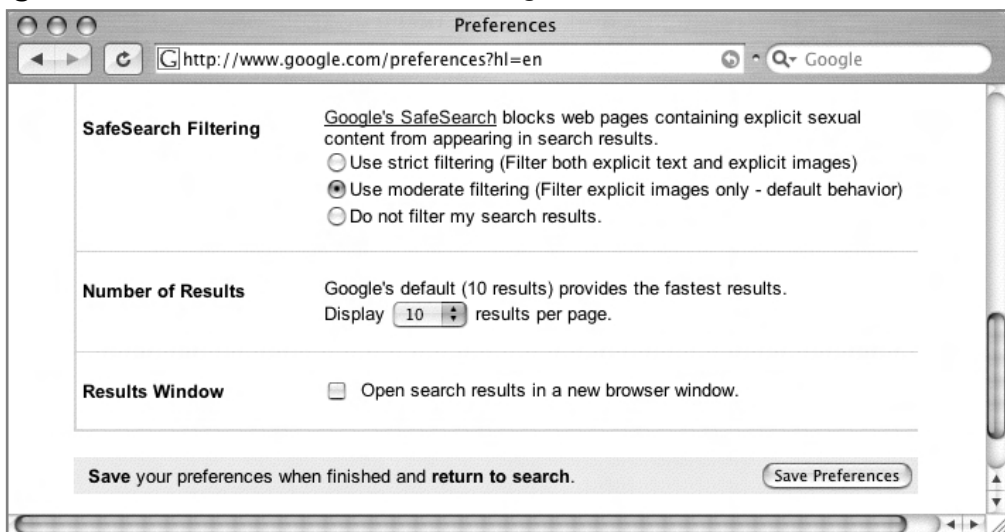 Preferences
G http://www.google.com/preferences?hl=en
Q Google
SafeSearch Filtering
Google's SafeSearch blocks web pages containing explicit sexual
content from appearing in search results.
Use strict filtering (Filter both explicit text and explicit images)
Use moderate filtering (Filter explicit images only - default behavior)
Do not filter my search results.
Number of Results
Google's default (10 results) provides the fastest results.
Display 10 results per page.
Results Window
Open search results in a new browser window.
Save your preferences when finished and return to search.
Save Preferences